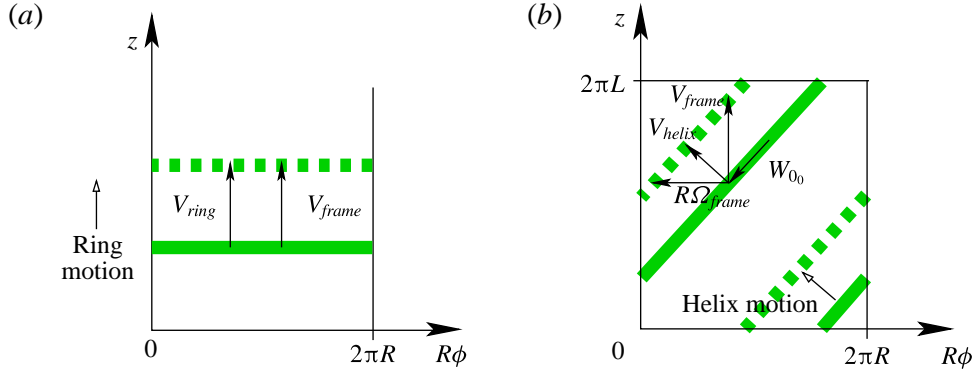 (a)
z
V_ring
V_frame
Ring
motion
0
2πR
Rϕ
(b)
z
2πL
V_frame
V_helix
W_0_0
RΩ_frame
Helix motion
0
2πR
Rϕ